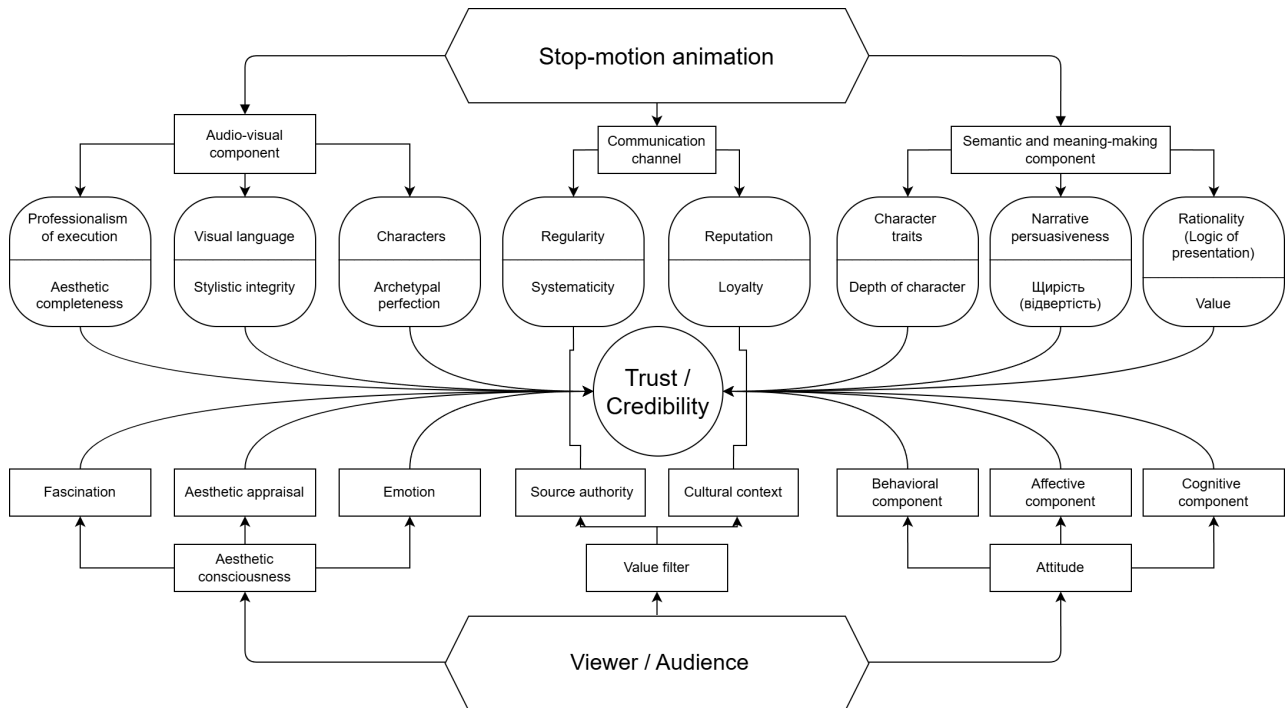 Stop-motion animation
Audio-visual
component
Communication
channel
Semantic and meaning-making
component
Professionalism
of execution
Aesthetic
completeness
Visual language
Stylistic integrity
Characters
Archetypal
perfection
Regularity
Systematicity
Reputation
Loyalty
Character
traits
Depth of character
Narrative
persuasiveness
Щирість
(відвертість)
Rationality
(Logic of
presentation)
Value
Trust /
Credibility
Fascination
Aesthetic appraisal
Emotion
Source authority
Cultural context
Behavioral
component
Affective
component
Cognitive
component
Aesthetic
consciousness
Value filter
Attitude
Viewer / Audience